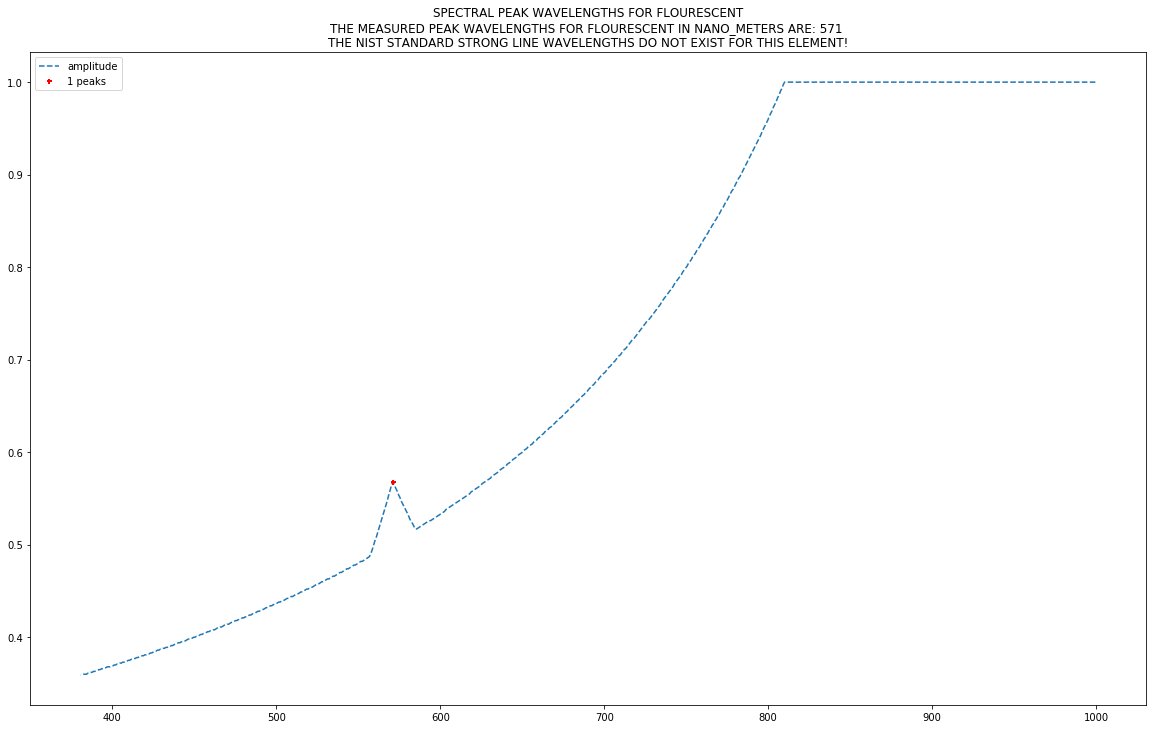 SPECTRAL PEAK WAVELENGTHS FOR FLOURESCENT
THE MEASURED PEAK WAVELENGTHS FOR FLOURESCENT IN NANO_METERS ARE: 571
THE NIST STANDARD STRONG LINE WAVELENGTHS DO NOT EXIST FOR THIS ELEMENT!
amplitude
1 peaks
1.0
0.9
0.8
0.7
0.6
0.5
0.4
400 500 600 700 800 900 1000